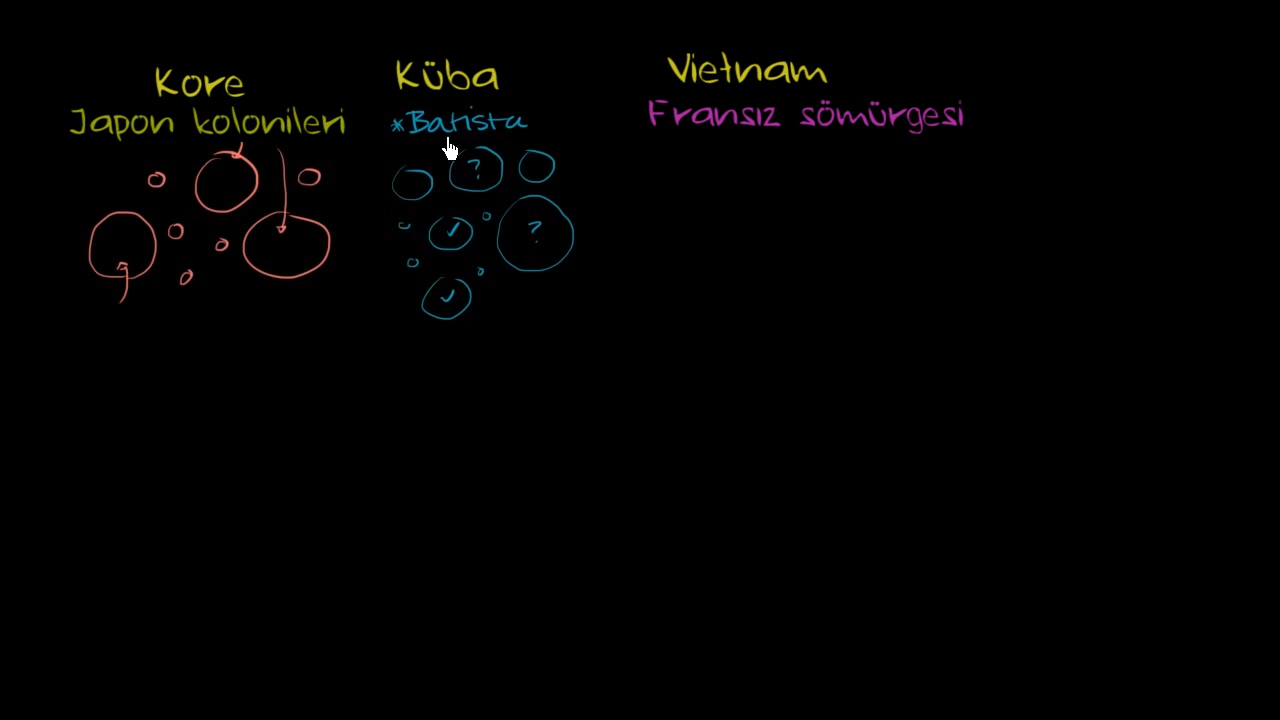 Kore
Japon kolonileri
Küba
*Batista
? 
✓ ?
✓
Vietnam
Fransız sömürgesi